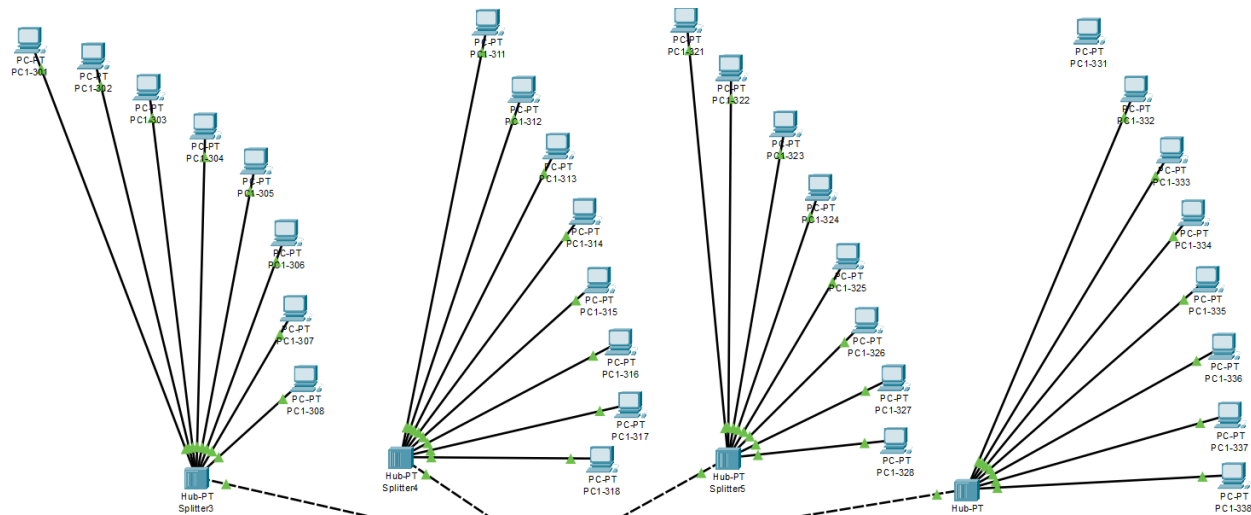 PC-PT
PC1-301
PC-PT
PC1-302
PC-PT
PC1-303
PC-PT
PC1-304
PC-PT
PC1-305
PC-PT
PC1-306
PC-PT
PC1-307
PC-PT
PC1-308
Hub-PT
Splitter3
PC-PT
PC1-311
PC-PT
PC1-312
PC-PT
PC1-313
PC-PT
PC1-314
PC-PT
PC1-315
PC-PT
PC1-316
PC-PT
PC1-317
PC-PT
PC1-318
Hub-PT
Splitter4
PC-PT
PC1-321
PC-PT
PC1-322
PC-PT
PC1-323
PC-PT
PC1-324
PC-PT
PC1-325
PC-PT
PC1-326
PC-PT
PC1-327
PC-PT
PC1-328
Hub-PT
Splitter5
PC-PT
PC1-331
PC-PT
PC1-332
PC-PT
PC1-333
PC-PT
PC1-334
PC-PT
PC1-335
PC-PT
PC1-336
PC-PT
PC1-337
PC-PT
PC1-338
Hub-PT